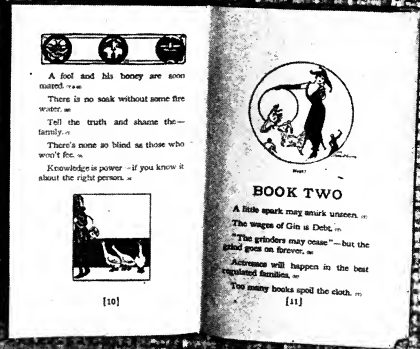 A fool and his honey are soon
mated.
There is no soak without some fire
water.
Tell the truth and shame the—
family.
There's none so blind as those who
won't fee.
Knowledge is power—if you know it
about the right person.
[10]
BOOK TWO
A little spark may lurk unseen.
The wages of Gin is Debt.
"The grinders may cease"—but the
grind goes on forever.
Actresses will happen in the best
regulated families.
Too many hooks spoil the cloth.
[11]